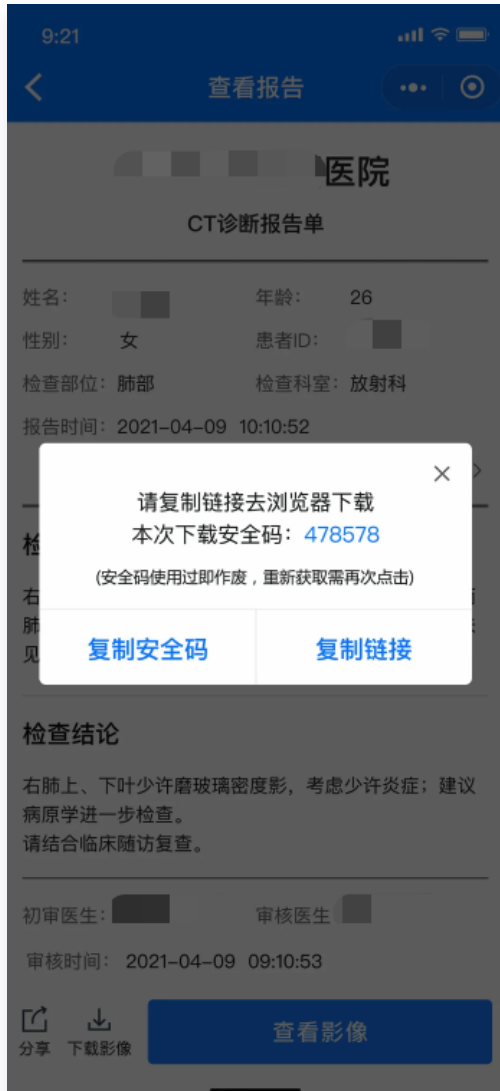 9:21
查看报告
医院
CT诊断报告单
姓名：
年龄： 26
性别： 女
患者ID：
检查部位：肺部
检查科室：放射科
报告时间：2021-04-09 10:10:52
请复制链接去浏览器下载
本次下载安全码：478578
(安全码使用过即作废，重新获取需再次点击)
复制安全码
复制链接
检
右
肺
见
检查结论
右肺上、下叶少许磨玻璃密度影，考虑少许炎症；建议
病原学进一步检查。
请结合临床随访复查。
初审医生：
审核医生
审核时间： 2021-04-09 09:10:53
分享
下载影像
查看影像